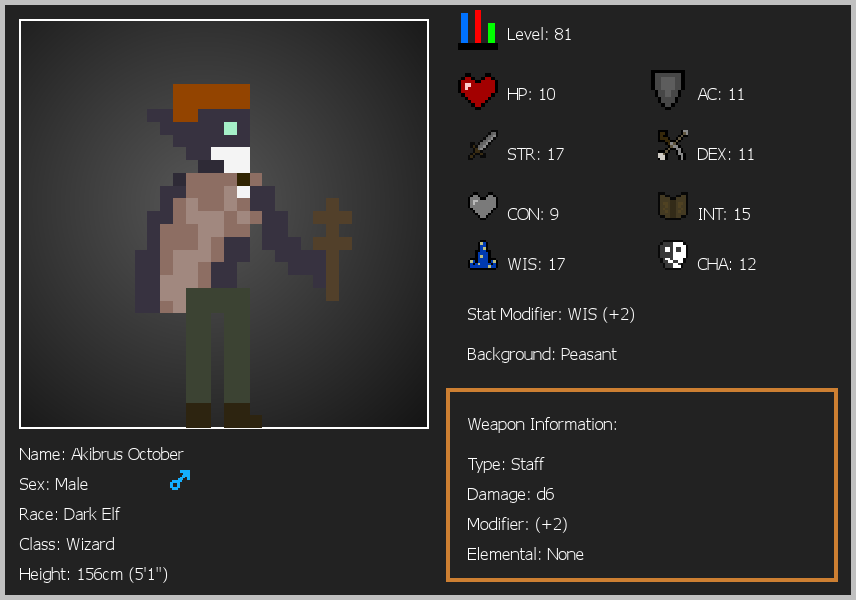 Level: 81
HP: 10
AC: 11
STR: 17
DEX: 11
CON: 9
INT: 15
WIS: 17
CHA: 12
Stat Modifier: WIS (+2)
Background: Peasant
Weapon Information:
Type: Staff
Damage: d6
Modifier: (+2)
Elemental: None
Name: Akibrus October
Sex: Male
Race: Dark Elf
Class: Wizard
Height: 156cm (5'1")